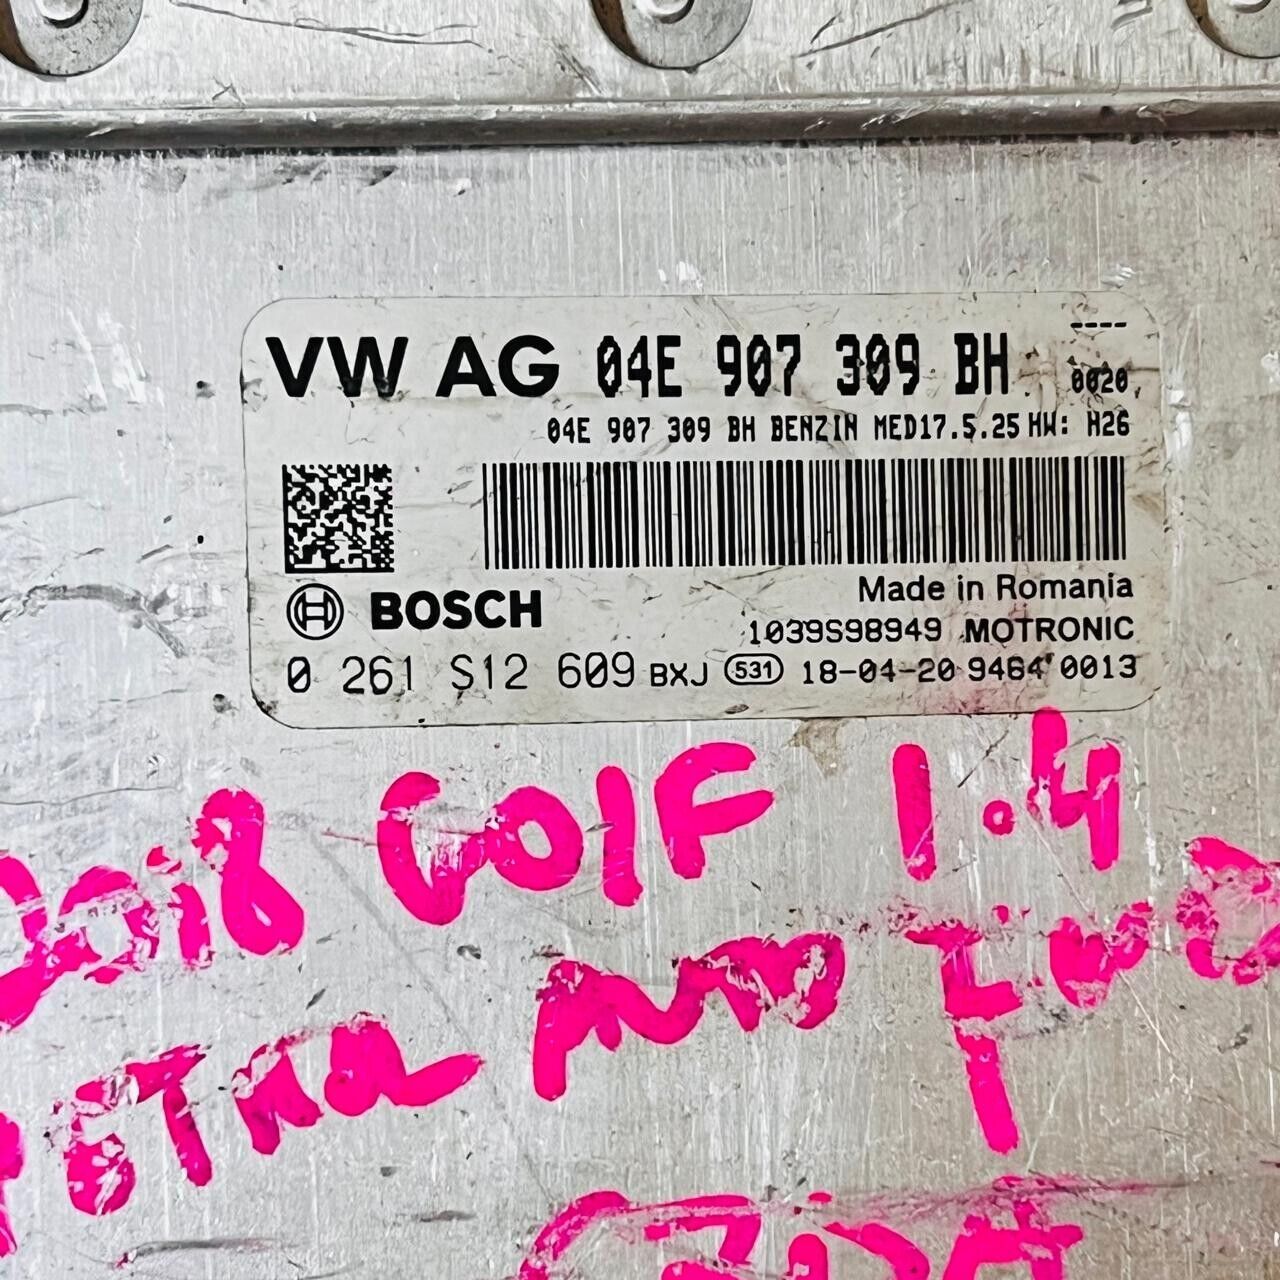 VW AG 04E 907 309 BH ----
0020
04E 907 309 BH BENZIN MED17.5.25 HW: H26
BOSCH
Made in Romania
1039S98949 MOTRONIC
0 261 S12 609 BXJ 531 18-04-20 9464 0013
2018 GOlF 1.4